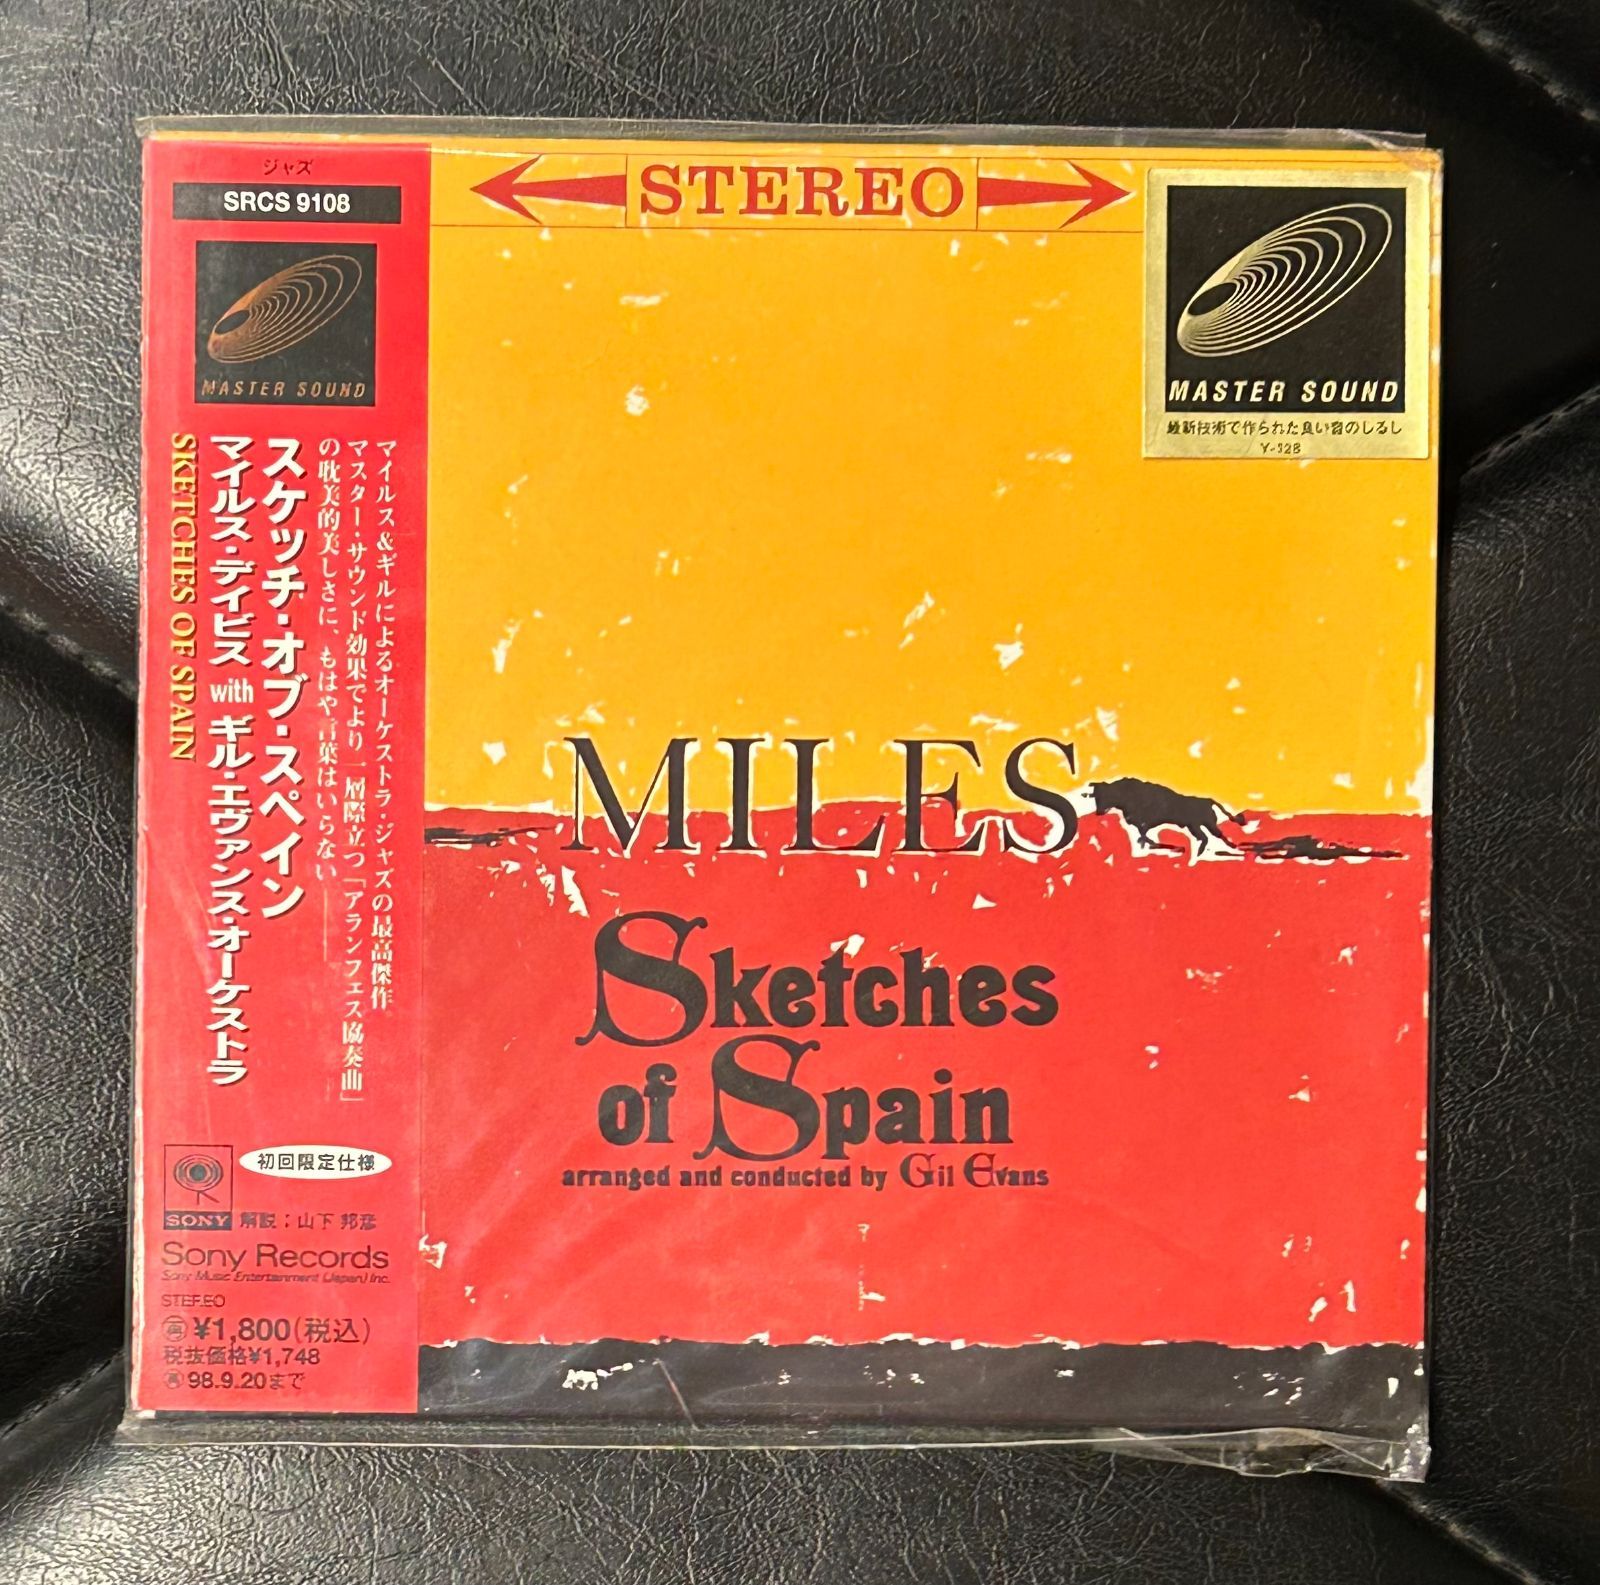 ジャズ
SRCS 9108
MASTER SOUND
マイルス&ギルによるオーケストラ・ジャズの最高傑作
マスター・サウンド効果でより一層際立つ「アランフェス協奏曲」
の耽美的美しさに、もはや言葉はいらない――
スケッチ・オブ・スペイン
マイルス・デイビス with ギル・エヴァンス・オーケストラ
SKETCHES OF SPAIN
初回限定仕様
SONY 解説：山下 邦彦
Sony Records
Sony Music Entertainment (Japan) Inc.
STEREO
再 ¥1,800(税込)
税抜価格¥1,748
再 98.9.20まで
STEREO
MASTER SOUND
最新技術で作られた良い音のしるし
Y-328
MILES
Sketches
of Spain
arranged and conducted by Gil Evans